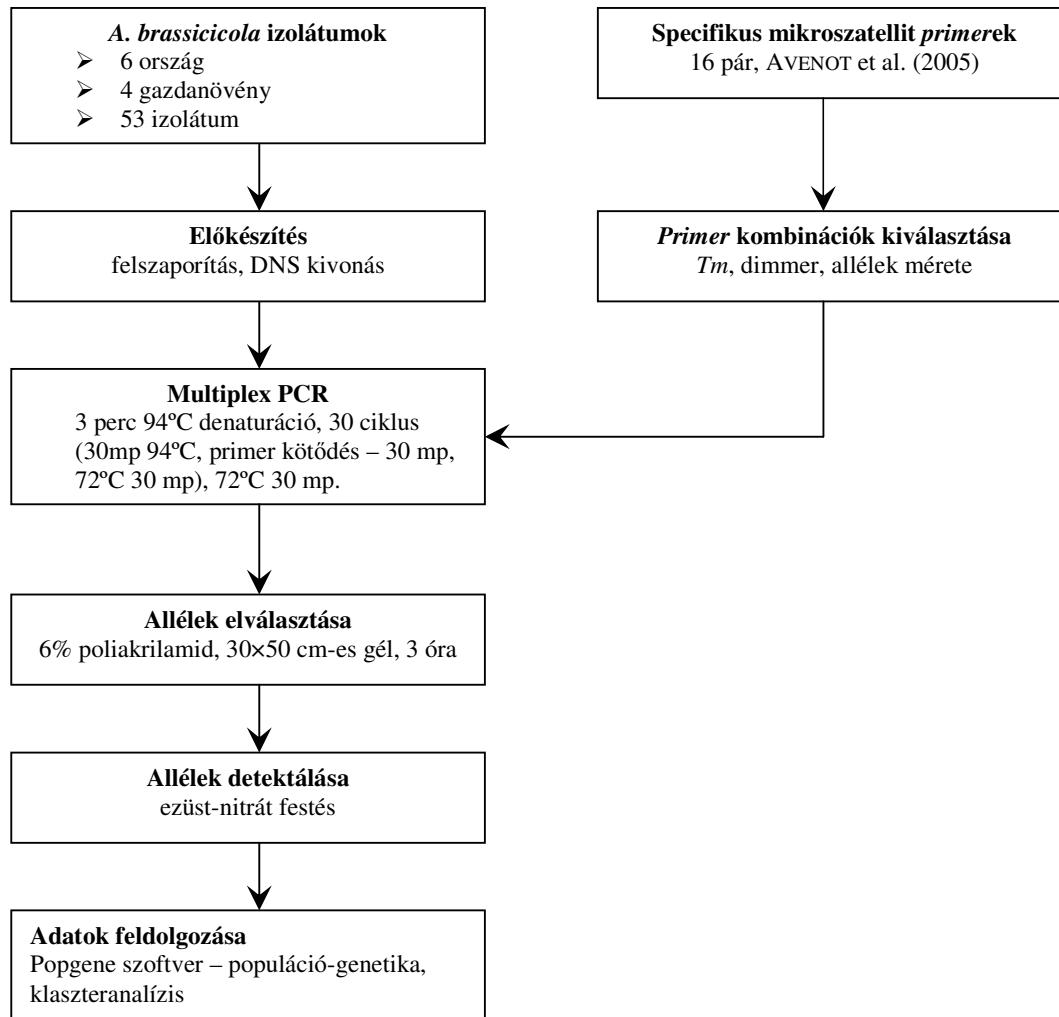 A. brassicicola izolátumok
➢ 6 ország
➢ 4 gazdanövény
➢ 53 izolátum
Specifikus mikroszatellit primerek
16 pár, AVENOT et al. (2005)
Előkészítés
felszaporítás, DNS kivonás
Primer kombinációk kiválasztása
Tm, dimmer, allélek mérete
Multiplex PCR
3 perc 94ºC denaturáció, 30 ciklus
(30mp 94ºC, primer kötődés – 30 mp,
72ºC 30 mp), 72ºC 30 mp.
Allélek elválasztása
6% poliakrilamid, 30×50 cm-es gél, 3 óra
Allélek detektálása
ezüst-nitrát festés
Adatok feldolgozása
Popgene szoftver – populáció-genetika,
klaszteranalízis